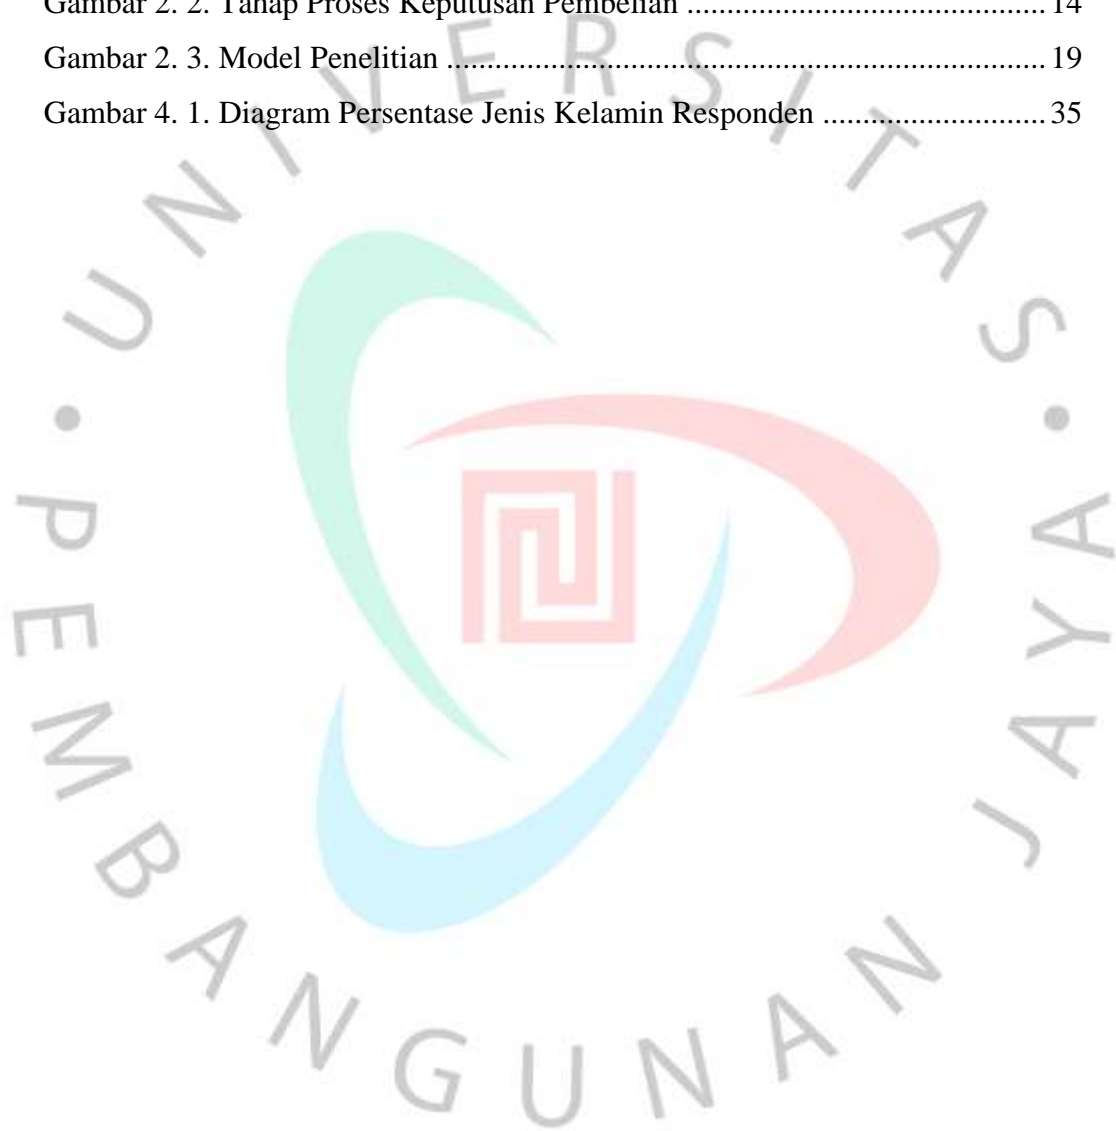 Gambar 2. 2. Tahap Proses Keputusan Pembelian ............................................. 14
Gambar 2. 3. Model Penelitian ........................................................................... 19
Gambar 4. 1. Diagram Persentase Jenis Kelamin Responden ............................ 35
UNIVERSITAS
• PEMBANGUNAN JAYA •